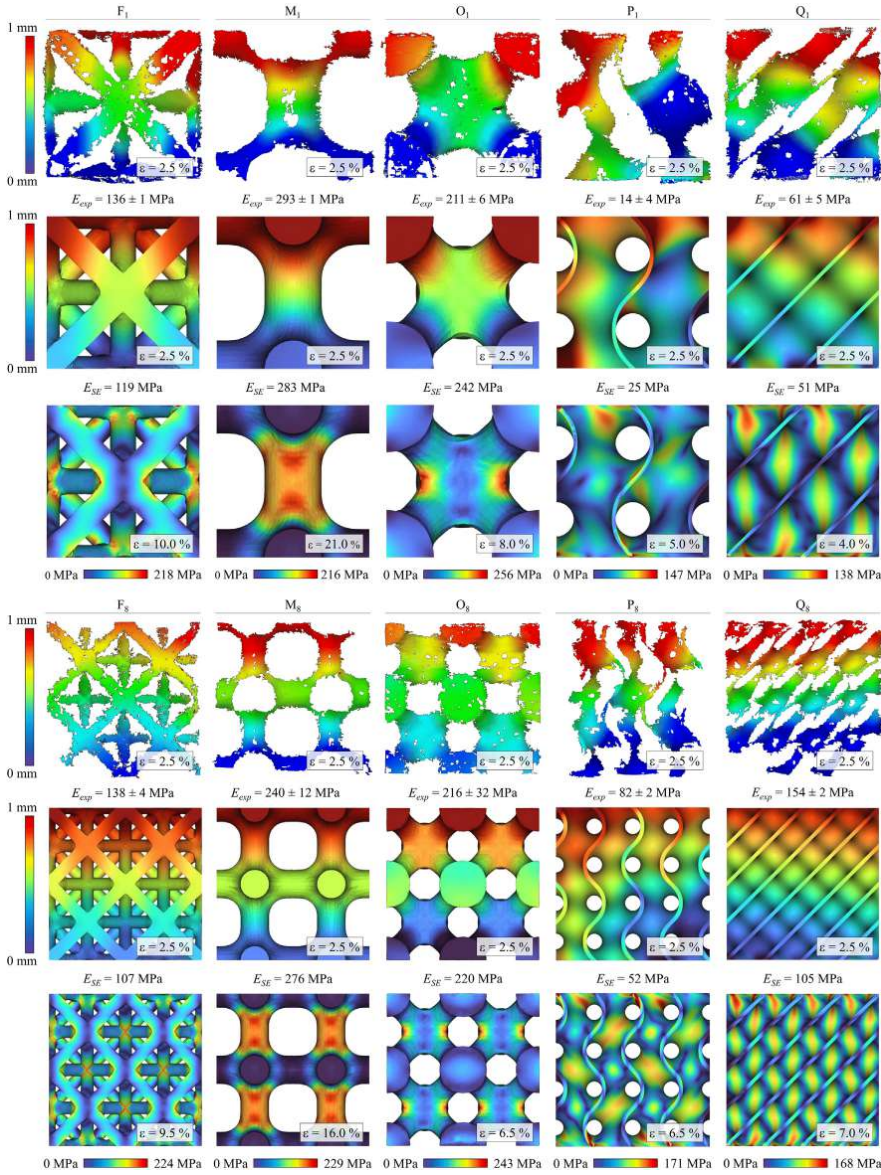 F1 M1 O1 P1 Q1
1 mm
ε = 2.5 % ε = 2.5 % ε = 2.5 % ε = 2.5 % ε = 2.5 %
0 mm
Eexp = 136 ± 1 MPa Eexp = 293 ± 1 MPa Eexp = 211 ± 6 MPa Eexp = 14 ± 4 MPa Eexp = 61 ± 5 MPa
1 mm
ε = 2.5 % ε = 2.5 % ε = 2.5 % ε = 2.5 % ε = 2.5 %
0 mm
ESE = 119 MPa ESE = 283 MPa ESE = 242 MPa ESE = 25 MPa ESE = 51 MPa
ε = 10.0 % ε = 21.0 % ε = 8.0 % ε = 5.0 % ε = 4.0 %
0 MPa 218 MPa 0 MPa 216 MPa 0 MPa 256 MPa 0 MPa 147 MPa 0 MPa 138 MPa
F8 M8 O8 P8 Q8
1 mm
ε = 2.5 % ε = 2.5 % ε = 2.5 % ε = 2.5 % ε = 2.5 %
0 mm
Eexp = 138 ± 4 MPa Eexp = 240 ± 12 MPa Eexp = 216 ± 32 MPa Eexp = 82 ± 2 MPa Eexp = 154 ± 2 MPa
1 mm
ε = 2.5 % ε = 2.5 % ε = 2.5 % ε = 2.5 % ε = 2.5 %
0 mm
ESE = 107 MPa ESE = 276 MPa ESE = 220 MPa ESE = 52 MPa ESE = 105 MPa
ε = 9.5 % ε = 16.0 % ε = 6.5 % ε = 6.5 % ε = 7.0 %
0 MPa 224 MPa 0 MPa 229 MPa 0 MPa 243 MPa 0 MPa 171 MPa 0 MPa 168 MPa